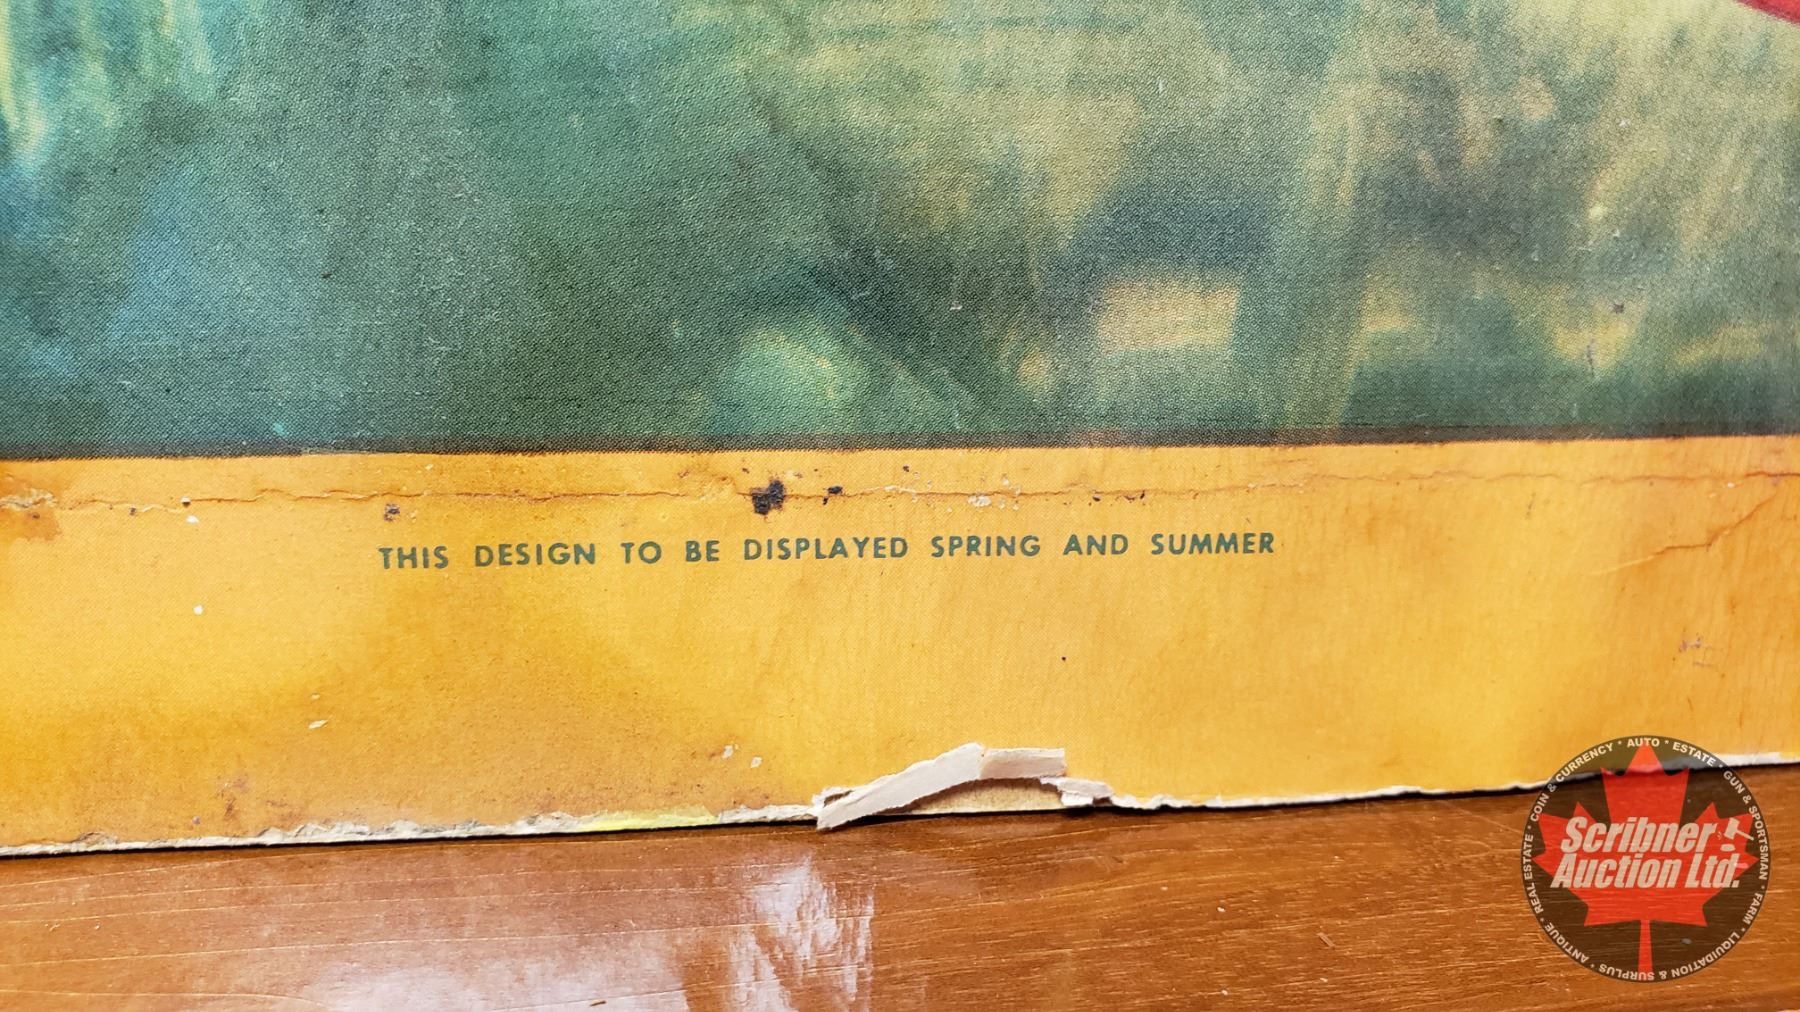 THIS DESIGN TO BE DISPLAYED SPRING AND SUMMER
Scribner
Auction Ltd.
COIN & CURRENCY * AUTO * ESTATE * GUN & SPORTSMAN * FARM * LIQUIDATION & SURPLUS * ANTIQUE * REAL ESTATE *